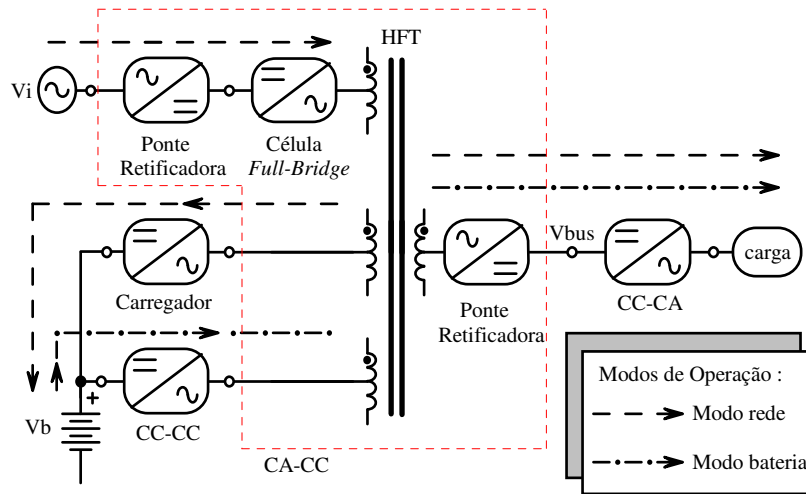 HFT
Vi
Ponte
Retificadora
Célula
Full-Bridge
Carregador
Vbus
carga
Ponte
Retificadora
CC-CA
+
Vb
CC-CC
CA-CC
Modos de Operação :
Modo rede
Modo bateria